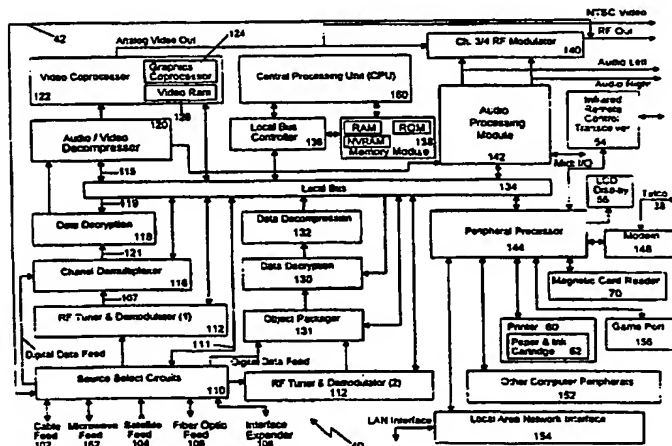 NTSC Video
42
Analog Video Out
124
RF Out
Ch. 3/4 RF Modulator
140
Audio Left
Audio Right
Video Coprocessor
122
Graphics
Coprocessor
Video Ram
Central Processing Unit (CPU)
160
Infrared
Remote
Control
Transceiver
54
Audio / Video
Decompressor
120
Local Bus
Controller
136
RAM
ROM
NVRAM
138
Memory Module
Audio
Processing
Module
142
Midi I/O
115
119
Local Bus
134
LCD
Display
56
Telco
38
Data Decryption
118
Data Decompression
132
Peripheral Processor
144
Modem
148
121
Channel Demultiplexer
116
Data Decryption
130
Magnetic Card Reader
70
107
RF Tuner & Demodulator (1)
112
Object Packager
131
Printer 60
Paper & Ink
Cartridge
62
Game Port
156
Digital Data Feed
111
Digital Data Feed
Source Select Circuits
110
RF Tuner & Demodulator (2)
112
Other Computer Peripherals
152
Cable
Feed
102
Microwave
Feed
Satellite
Feed
104
Fiber Optic
Feed
Interface
Expander
LAN Interface
Local Area Network Interface
154